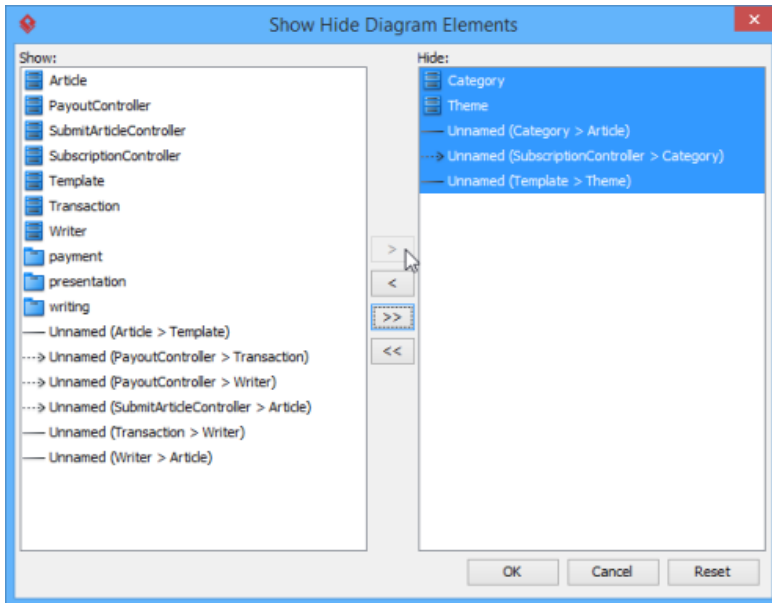 Show Hide Diagram Elements
Show:
Article
PayoutController
SubmitArticleController
SubscriptionController
Template
Transaction
Writer
payment
presentation
writing
Unnamed (Article > Template)
Unnamed (PayoutController > Transaction)
Unnamed (PayoutController > Writer)
Unnamed (SubmitArticleController > Article)
Unnamed (Transaction > Writer)
Unnamed (Writer > Article)
>
<
>>
<<
Hide:
Category
Theme
Unnamed (Category > Article)
Unnamed (SubscriptionController > Category)
Unnamed (Template > Theme)
OK Cancel Reset